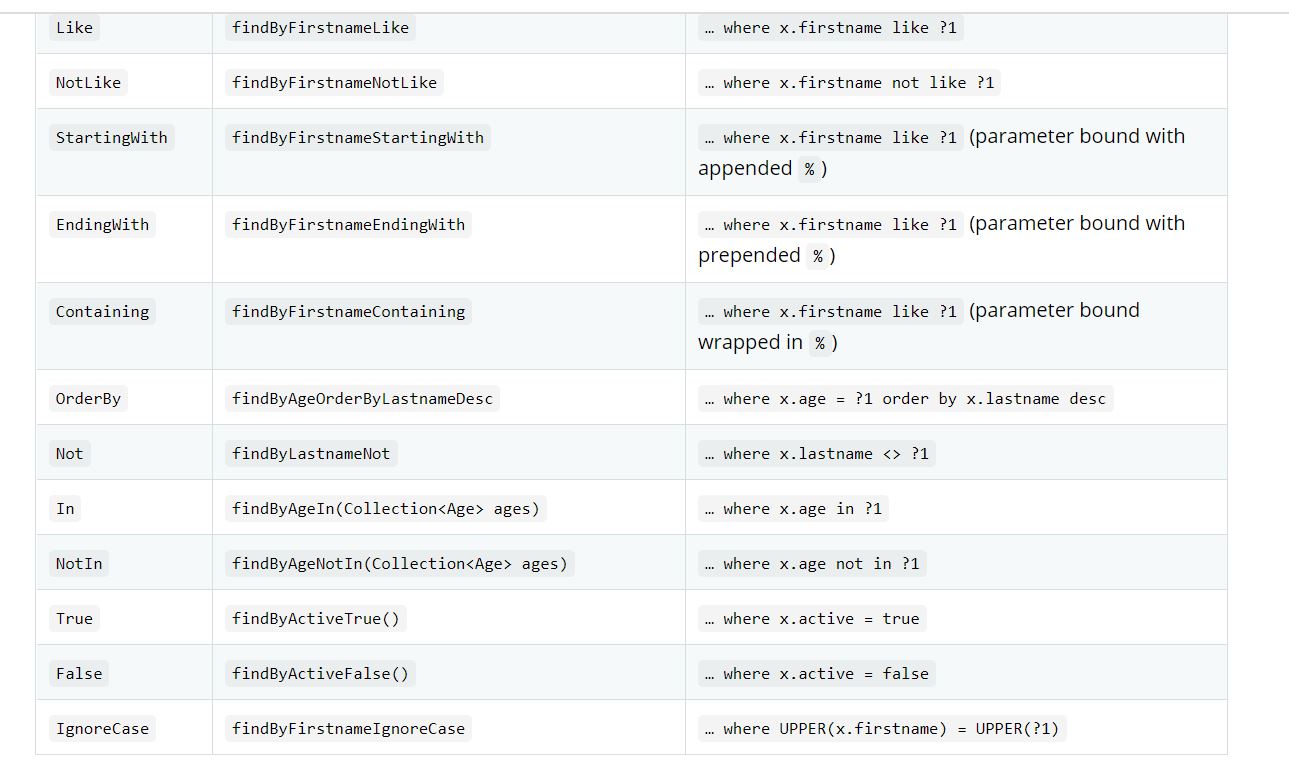 Like findByFirstnameLike … where x.firstname like ?1
NotLike findByFirstnameNotLike … where x.firstname not like ?1
StartingWith findByFirstnameStartingWith … where x.firstname like ?1 (parameter bound with
appended % )
EndingWith findByFirstnameEndingWith … where x.firstname like ?1 (parameter bound with
prepended % )
Containing findByFirstnameContaining … where x.firstname like ?1 (parameter bound
wrapped in % )
OrderBy findByAgeOrderByLastnameDesc … where x.age = ?1 order by x.lastname desc
Not findByLastnameNot … where x.lastname <> ?1
In findByAgeIn(Collection<Age> ages) … where x.age in ?1
NotIn findByAgeNotIn(Collection<Age> ages) … where x.age not in ?1
True findByActiveTrue() … where x.active = true
False findByActiveFalse() … where x.active = false
IgnoreCase findByFirstnameIgnoreCase … where UPPER(x.firstname) = UPPER(?1)